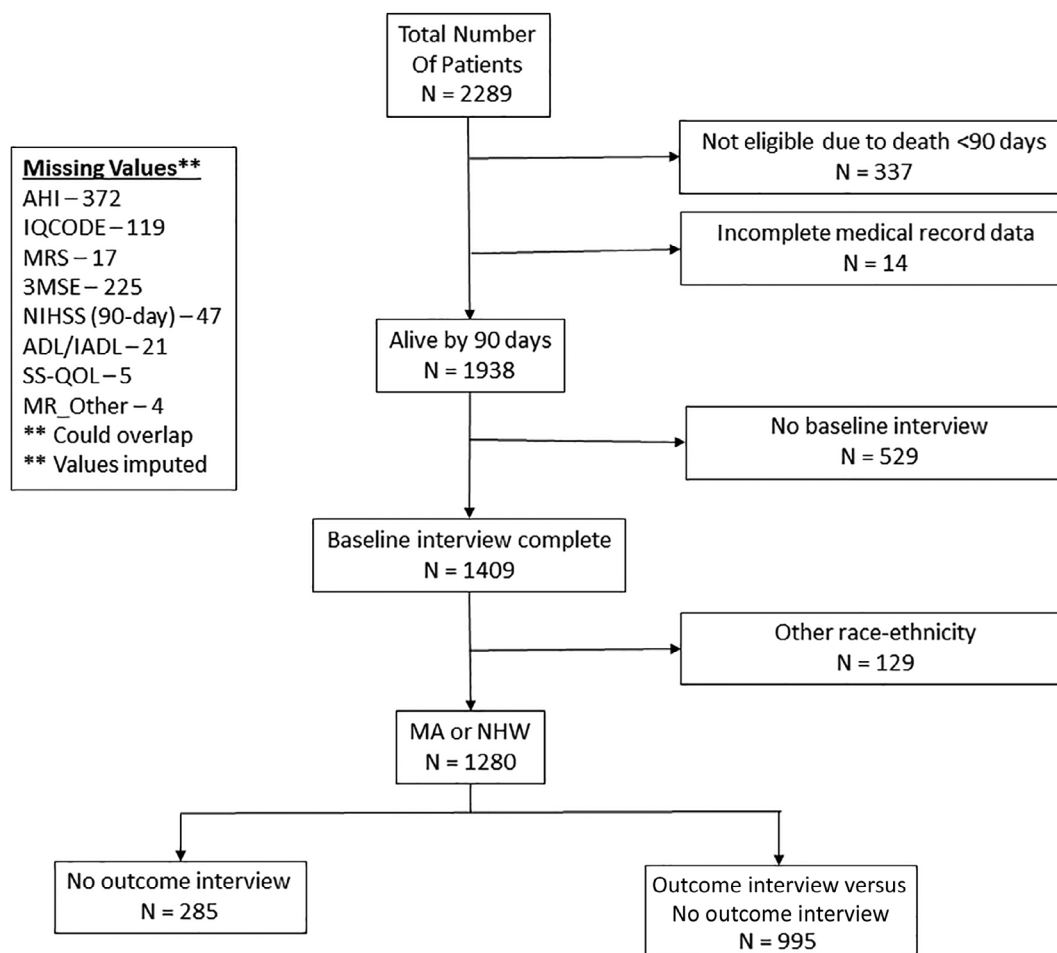 Total Number
Of Patients
N = 2289
Not eligible due to death <90 days
N = 337
Missing Values**
AHI – 372
IQCODE – 119
MRS – 17
3MSE – 225
NIHSS (90-day) – 47
ADL/IADL – 21
SS-QOL – 5
MR_Other – 4
** Could overlap
** Values imputed
Incomplete medical record data
N = 14
Alive by 90 days
N = 1938
No baseline interview
N = 529
Baseline interview complete
N = 1409
Other race-ethnicity
N = 129
MA or NHW
N = 1280
No outcome interview
N = 285
Outcome interview versus
No outcome interview
N = 995